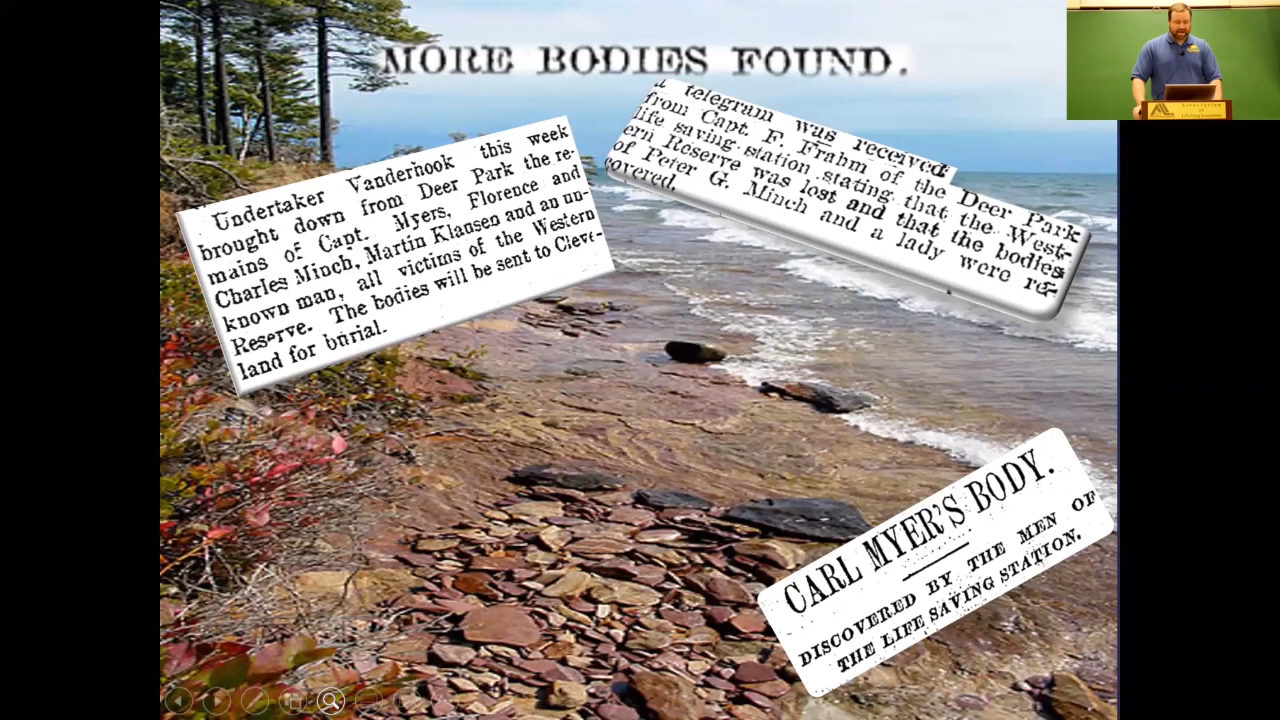 MORE BODIES FOUND.
Undertaker Vanderhook this week
brought down from Deer Park the re-
mains of Capt. Myers, Florence and
Charles Minch, Martin Klausen and an un-
known man, all victims of the Western
Reserve. The bodies will be sent to Cleve-
land for burial.
a telegram was received
from Capt. F. Frahm of the Deer Park
life saving station stating that the West-
ern Reserve was lost and that the bodies
of Peter G. Minch and a lady were re-
covered.
CARL MYER'S BODY.
DISCOVERED BY THE MEN OF
THE LIFE SAVING STATION.
Association
of
Lifelong Learners